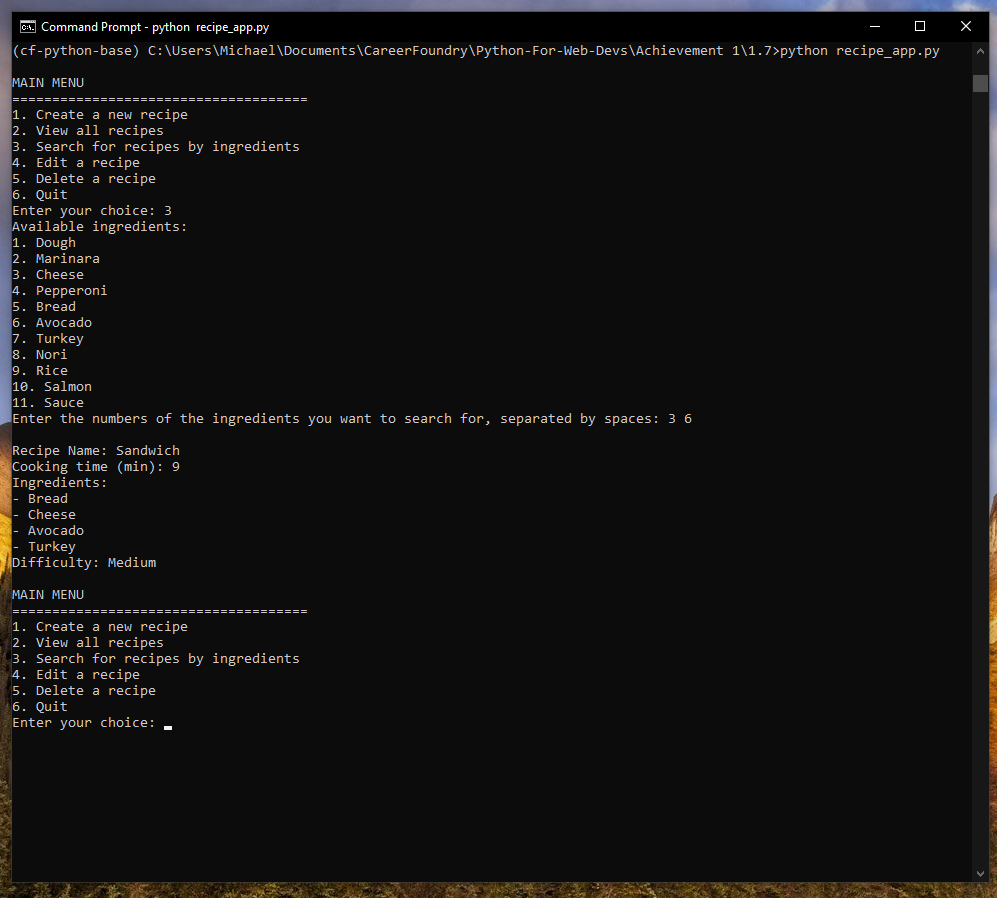 Command Prompt - python  recipe_app.py
(cf-python-base) C:\Users\Michael\Documents\CareerFoundry\Python-For-Web-Devs\Achievement 1\1.7>python recipe_app.py
MAIN MENU
=====================================
1. Create a new recipe
2. View all recipes
3. Search for recipes by ingredients
4. Edit a recipe
5. Delete a recipe
6. Quit
Enter your choice: 3
Available ingredients:
1. Dough
2. Marinara
3. Cheese
4. Pepperoni
5. Bread
6. Avocado
7. Turkey
8. Nori
9. Rice
10. Salmon
11. Sauce
Enter the numbers of the ingredients you want to search for, separated by spaces: 3 6
Recipe Name: Sandwich
Cooking time (min): 9
Ingredients:
- Bread
- Cheese
- Avocado
- Turkey
Difficulty: Medium
MAIN MENU
=====================================
1. Create a new recipe
2. View all recipes
3. Search for recipes by ingredients
4. Edit a recipe
5. Delete a recipe
6. Quit
Enter your choice: